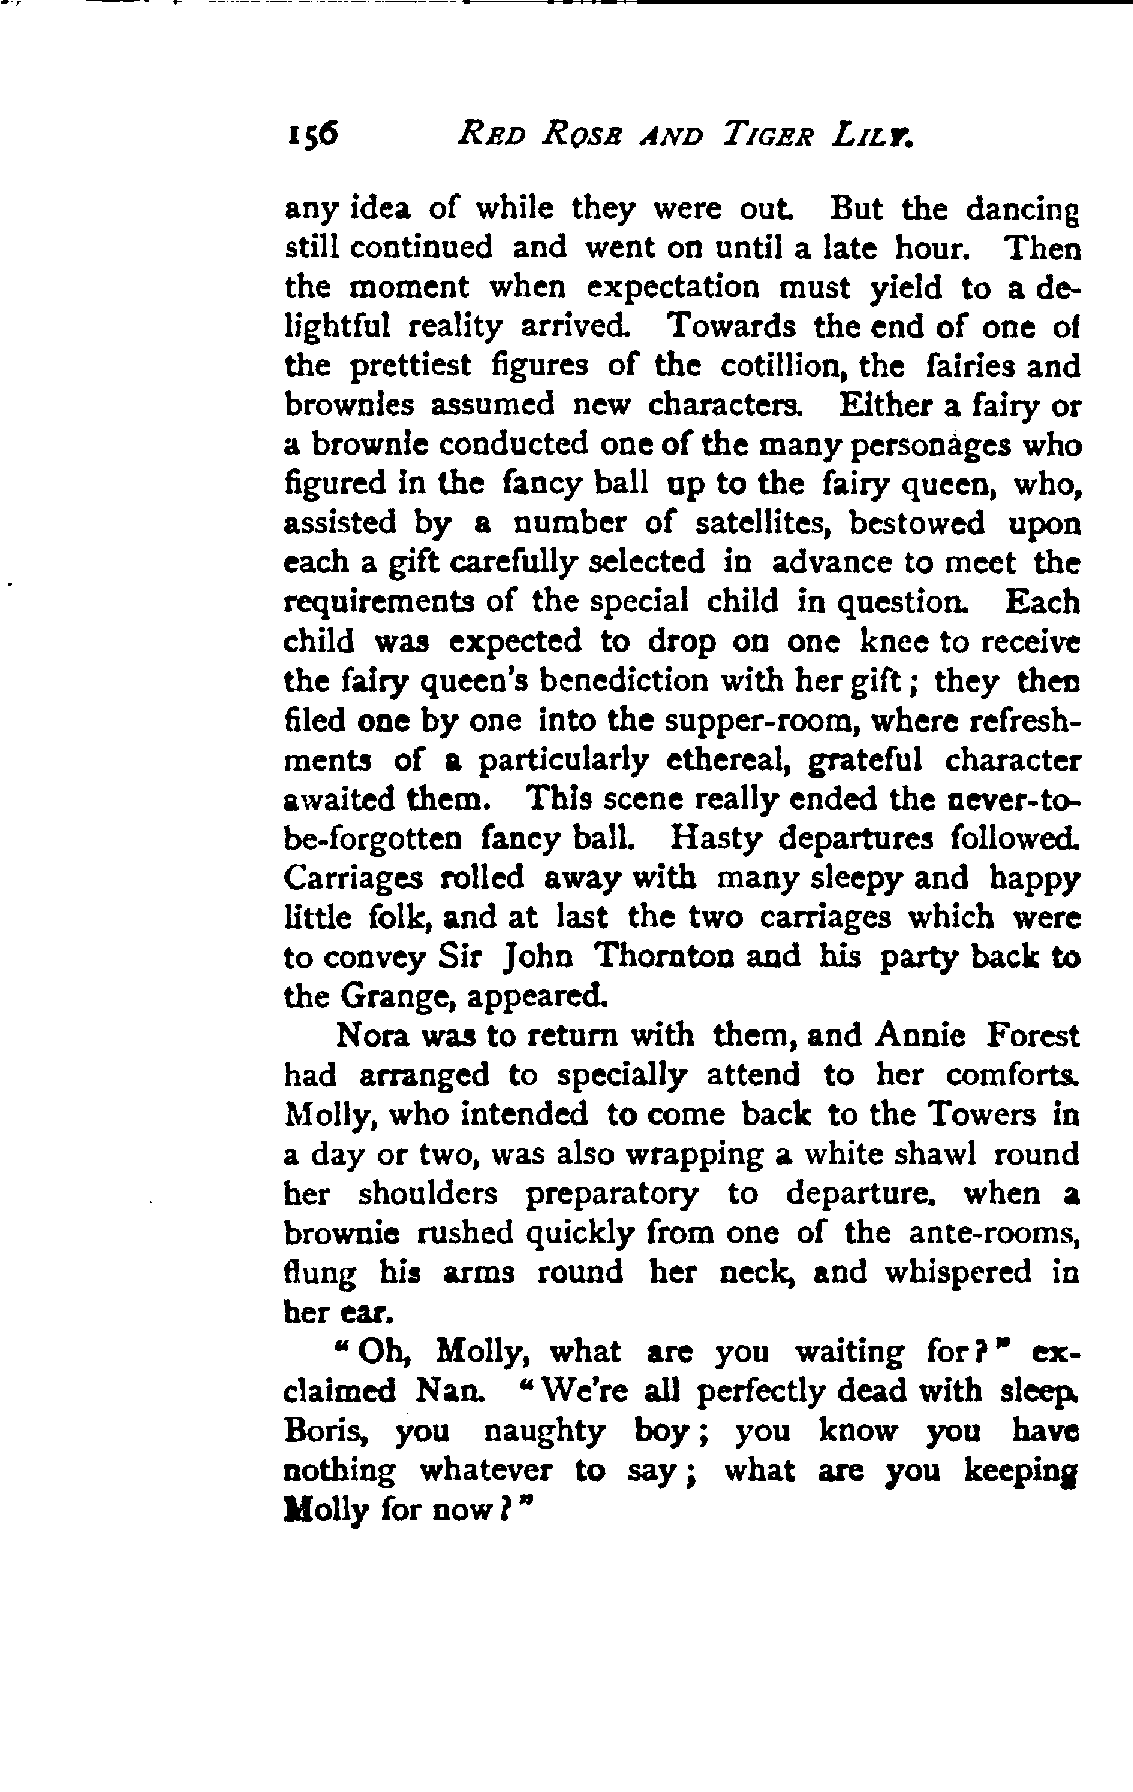 156 RED ROSE AND TIGER LILY.
any idea of while they were out. But the dancing
still continued and went on until a late hour. Then
the moment when expectation must yield to a de-
lightful reality arrived. Towards the end of one of
the prettiest figures of the cotillion, the fairies and
brownies assumed new characters. Either a fairy or
a brownie conducted one of the many personages who
figured in the fancy ball up to the fairy queen, who,
assisted by a number of satellites, bestowed upon
each a gift carefully selected in advance to meet the
requirements of the special child in question. Each
child was expected to drop on one knee to receive
the fairy queen's benediction with her gift; they then
filed one by one into the supper-room, where refresh-
ments of a particularly ethereal, grateful character
awaited them. This scene really ended the never-to-
be-forgotten fancy ball. Hasty departures followed.
Carriages rolled away with many sleepy and happy
little folk, and at last the two carriages which were
to convey Sir John Thornton and his party back to
the Grange, appeared.
Nora was to return with them, and Annie Forest
had arranged to specially attend to her comforts.
Molly, who intended to come back to the Towers in
a day or two, was also wrapping a white shawl round
her shoulders preparatory to departure. when a
brownie rushed quickly from one of the ante-rooms,
flung his arms round her neck, and whispered in
her ear.
"Oh, Molly, what are you waiting for?" ex-
claimed Nan. "We're all perfectly dead with sleep.
Boris, you naughty boy; you know you have
nothing whatever to say; what are you keeping
Molly for now?"